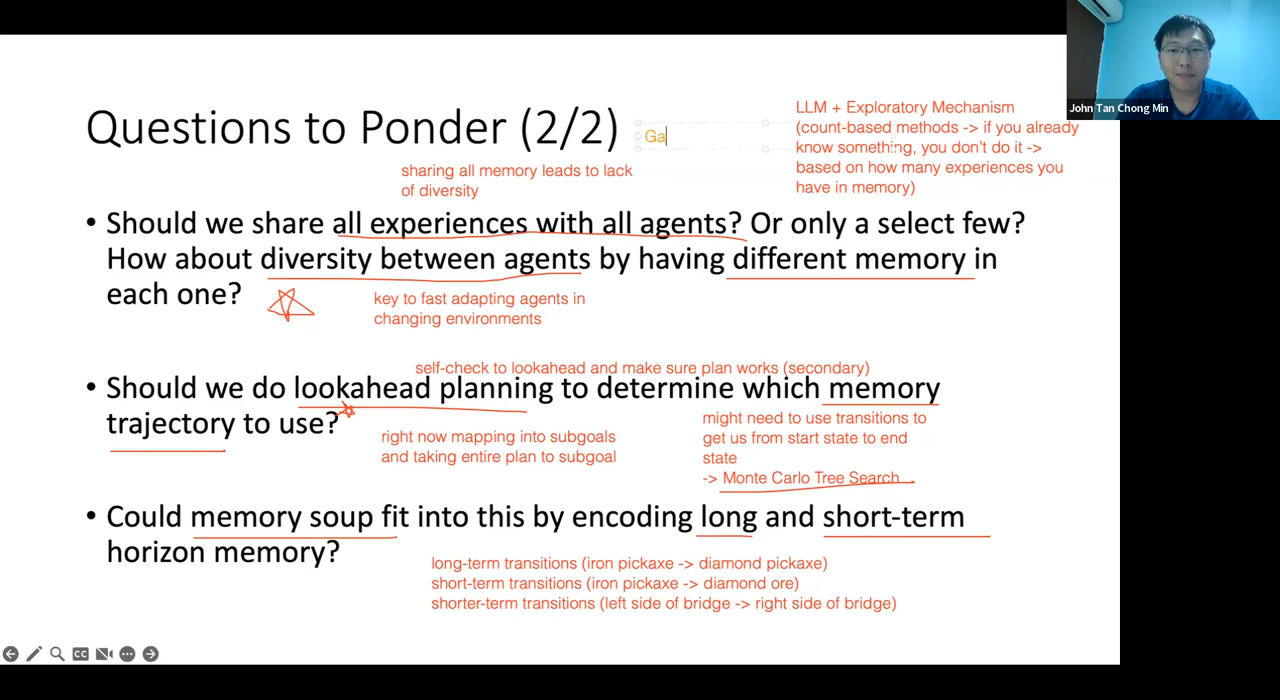 John Tan Chong Min
Questions to Ponder (2/2)
Ga
LLM + Exploratory Mechanism
(count-based methods -> if you already
know something, you don't do it ->
based on how many experiences you
have in memory)
sharing all memory leads to lack
of diversity
• Should we share all experiences with all agents? Or only a select few?
How about diversity between agents by having different memory in
each one?
key to fast adapting agents in
changing environments
self-check to lookahead and make sure plan works (secondary)
• Should we do lookahead planning to determine which memory
trajectory to use?
right now mapping into subgoals
and taking entire plan to subgoal
might need to use transitions to
get us from start state to end
state
-> Monte Carlo Tree Search
• Could memory soup fit into this by encoding long and short-term
horizon memory?
long-term transitions (iron pickaxe -> diamond pickaxe)
short-term transitions (iron pickaxe -> diamond ore)
shorter-term transitions (left side of bridge -> right side of bridge)
CC